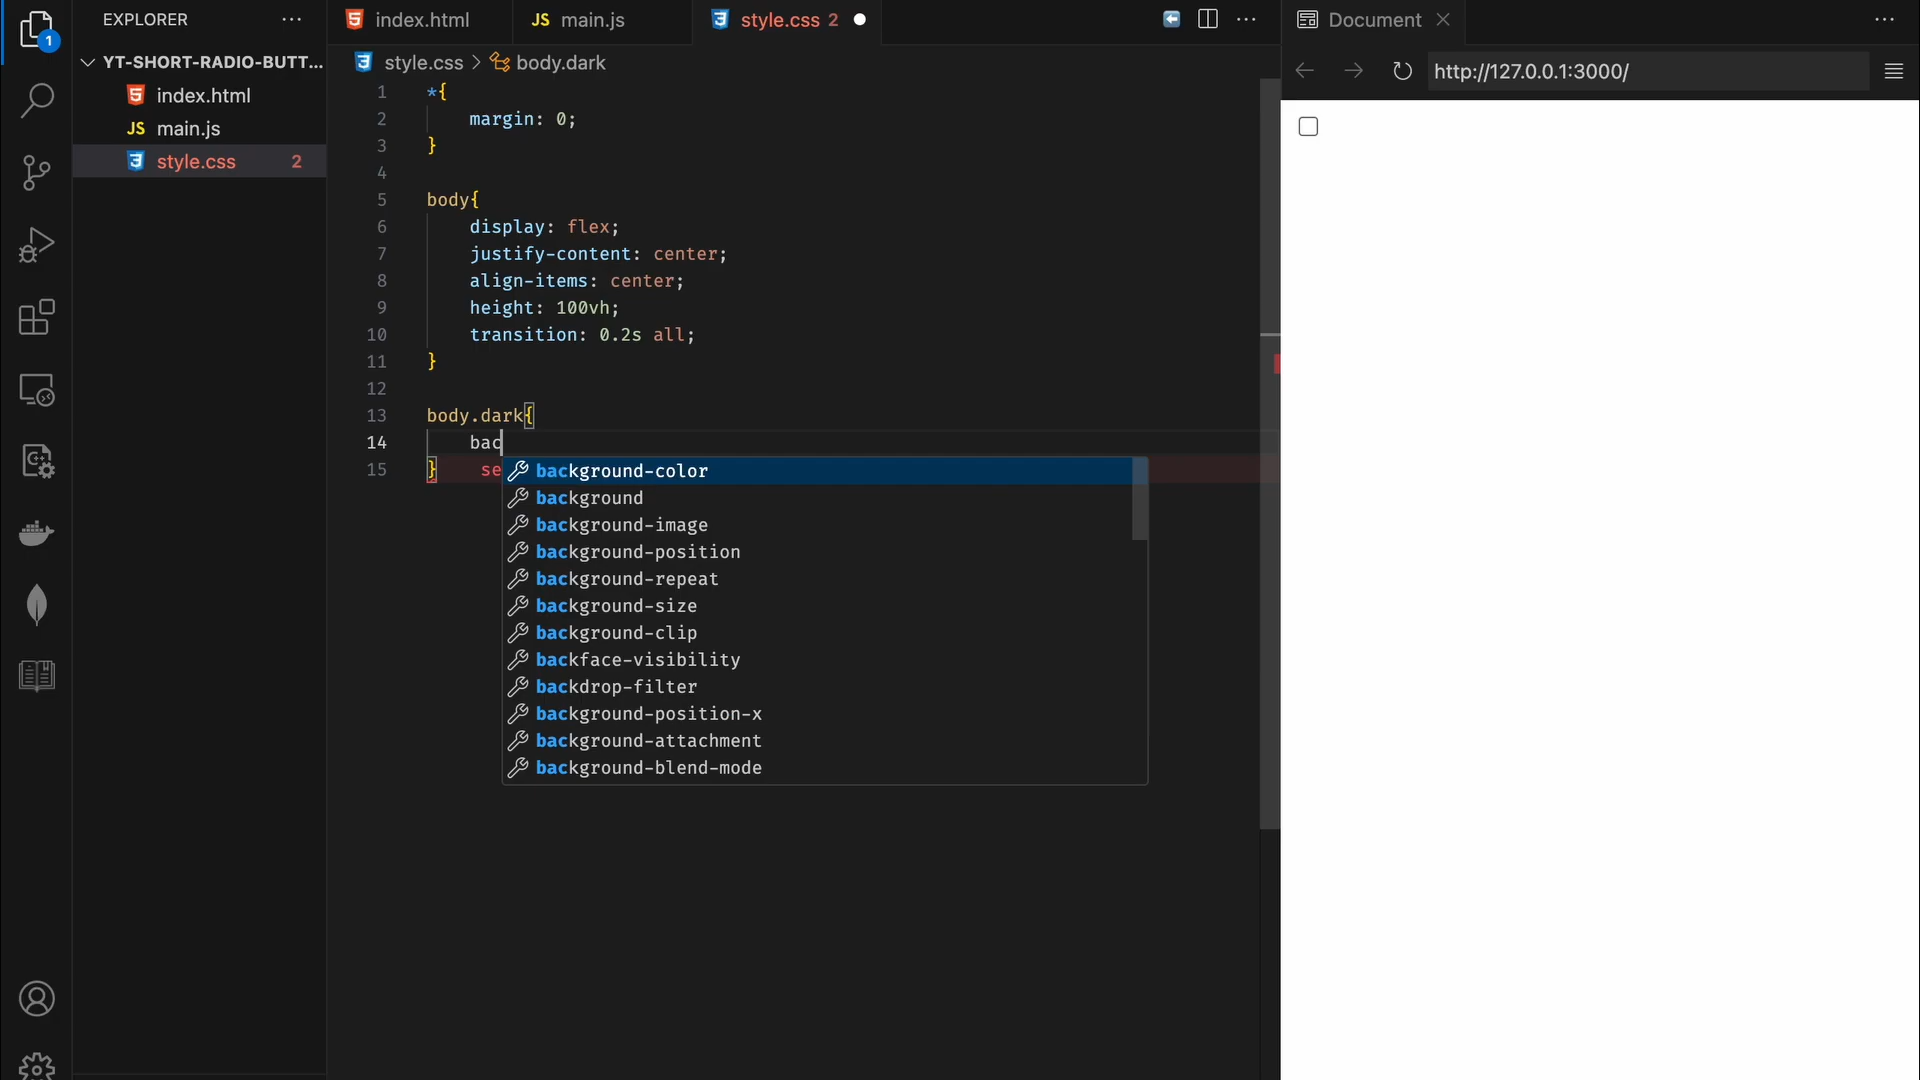 EXPLORER
1
YT-SHORT-RADIO-BUTT...
index.html
JS main.js
style.css 2
index.html
JS main.js
style.css 2
style.css > body.dark
1 *{
2 margin: 0;
3 }
4
5 body{
6 display: flex;
7 justify-content: center;
8 align-items: center;
9 height: 100vh;
10 transition: 0.2s all;
11 }
12
13 body.dark{
14 bac
15 } se
background-color
background
background-image
background-position
background-repeat
background-size
background-clip
backface-visibility
backdrop-filter
background-position-x
background-attachment
background-blend-mode
Document
http://127.0.0.1:3000/